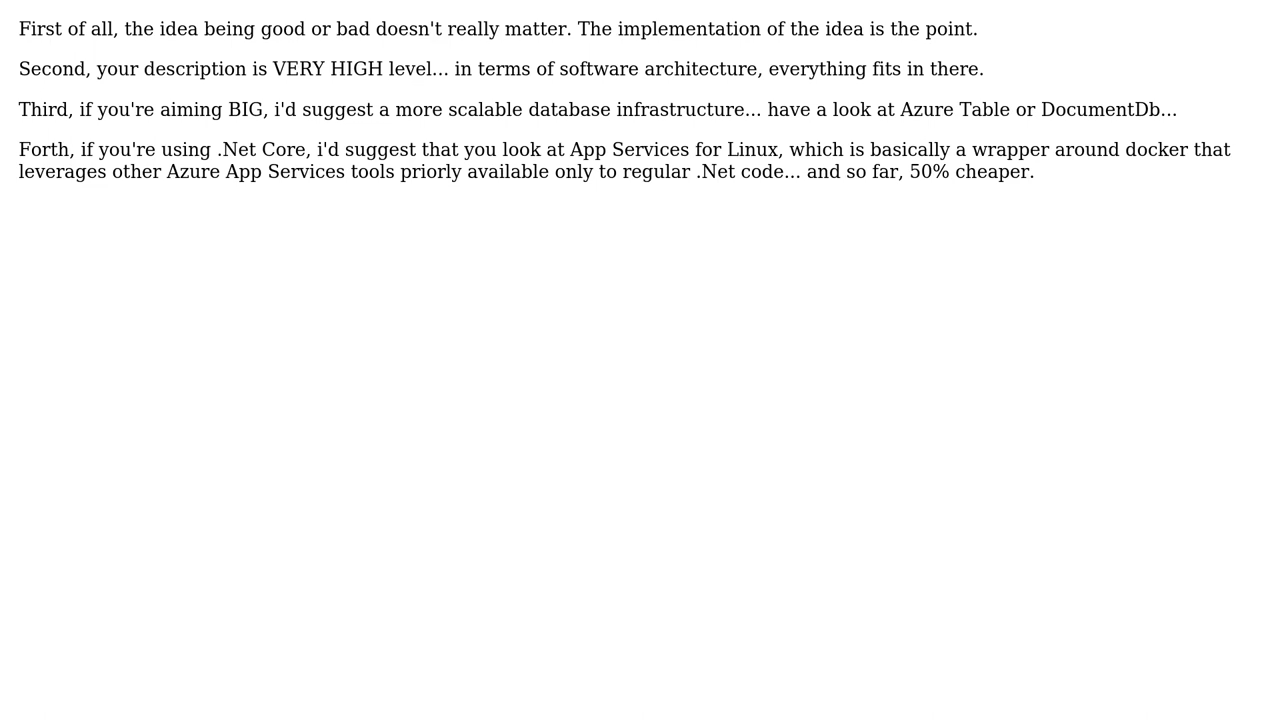 First of all, the idea being good or bad doesn't really matter. The implementation of the idea is the point.
Second, your description is VERY HIGH level... in terms of software architecture, everything fits in there.
Third, if you're aiming BIG, i'd suggest a more scalable database infrastructure... have a look at Azure Table or DocumentDb...
Forth, if you're using .Net Core, i'd suggest that you look at App Services for Linux, which is basically a wrapper around docker that
leverages other Azure App Services tools priorly available only to regular .Net code... and so far, 50% cheaper.